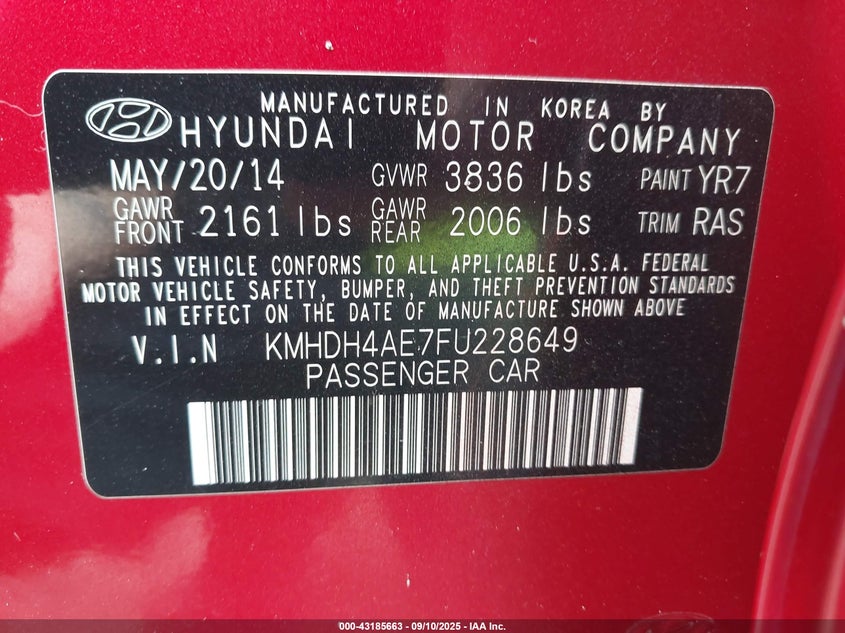 MANUFACTURED IN KOREA BY
HYUNDAI MOTOR COMPANY
MAY/20/14 GVWR 3836 lbs PAINT YR7
GAWR FRONT 2161 lbs GAWR REAR 2006 lbs TRIM RAS
THIS VEHICLE CONFORMS TO ALL APPLICABLE U.S.A. FEDERAL
MOTOR VEHICLE SAFETY, BUMPER, AND THEFT PREVENTION STANDARDS
IN EFFECT ON THE DATE OF MANUFACTURE SHOWN ABOVE
V.I.N KMHDH4AE7FU228649
PASSENGER CAR
000-43185663 - 09/10/2025 - IAA Inc.